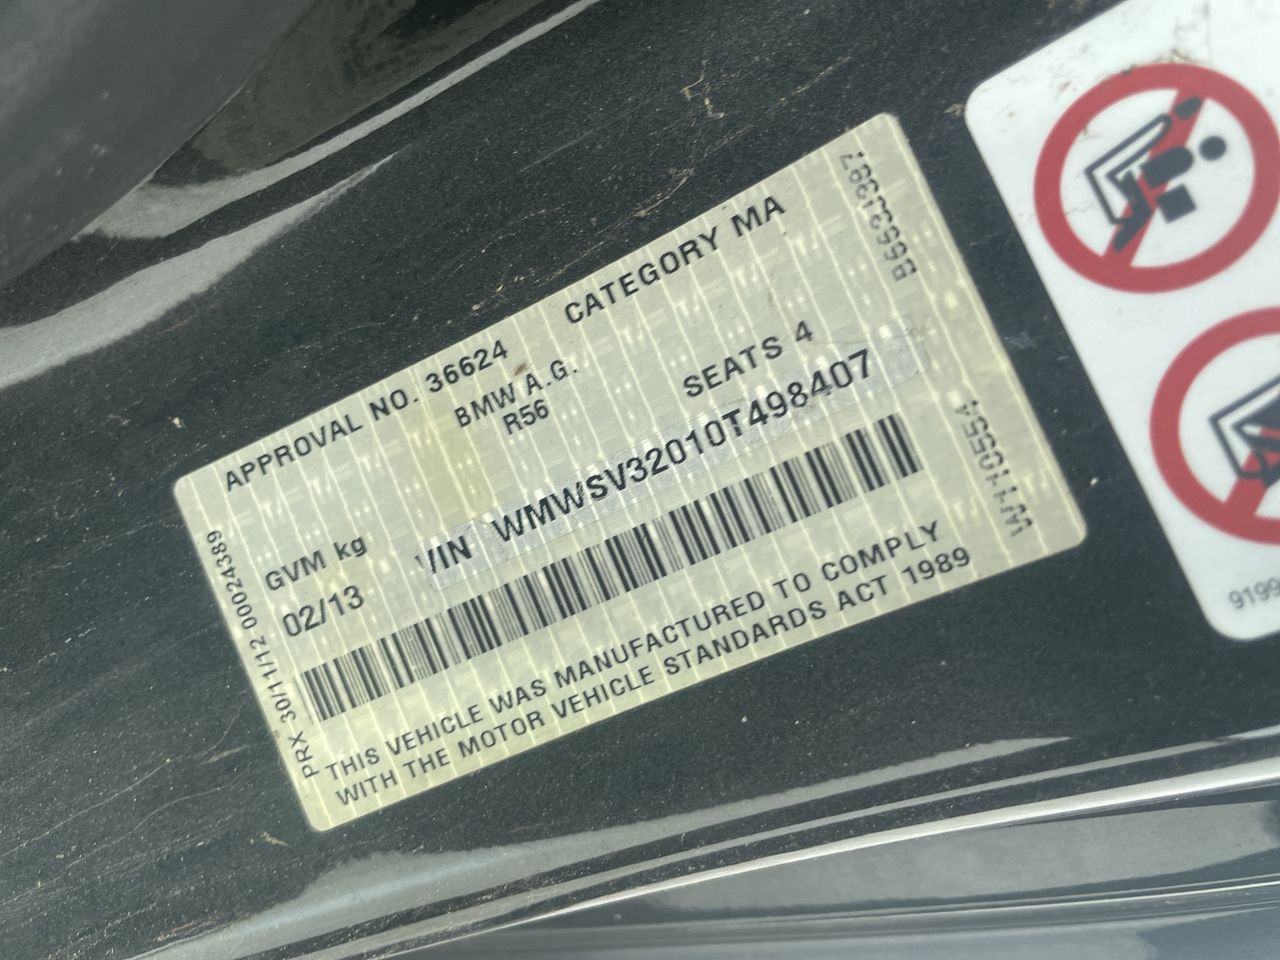 APPROVAL NO. 36624 CATEGORY MA
BMW A.G.
R56 SEATS 4
GVM kg VIN WMWSV32010T498407
02/13
THIS VEHICLE WAS MANUFACTURED TO COMPLY
WITH THE MOTOR VEHICLE STANDARDS ACT 1989
PRX 30/11/12 00024389